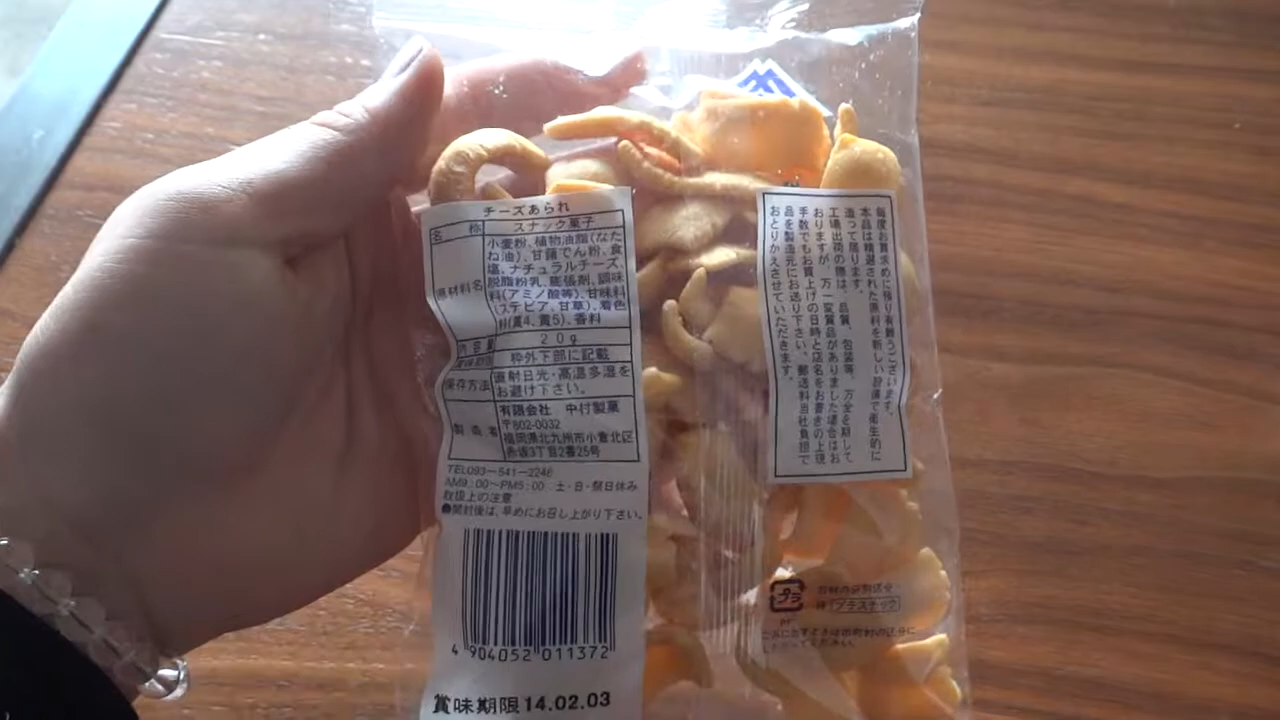 チーズあられ
名 称 スナック菓子
原材料名 小麦粉、植物油脂(なた
ね油)、甘藷でん粉、食
塩、ナチュラルチーズ、
脱脂粉乳、膨張剤、調味
料(アミノ酸等)、甘味料
(ステビア、甘草)、着色
料(黄4、黄5)、香料
内容量 20g
賞味期限 枠外下部に記載
保存方法 直射日光・高温多湿を
お避け下さい。
製造者 有限会社 中村製菓
〒802-0032
福岡県北九州市小倉北区
赤坂3丁目2番25号
TEL093-541-2246
AM9:00～PM5:00 土・日・祭日休み
取扱上の注意
●開封後は、早めにお召し上がり下さい。
4 904052 011372
賞味期限14.02.03
毎度お買求めに預り有難うございます。
本品は精選された原料を新しい設備で衛生的に
造って居ります。
工場出荷の際は、品質、包装等、万全を期して
おりますが、万一変質品がありました場合はお
手数でもお買上げの日時と店名をお書きの上現
品を製造元にお送り下さい。郵送料当社負担で
おとりかえさせていただきます。
プラ
プラスチック